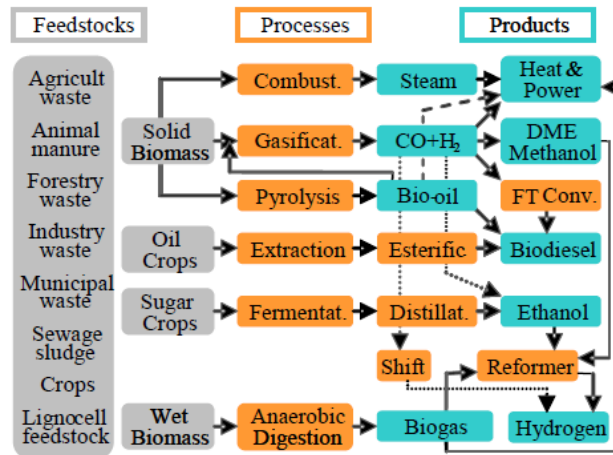 Feedstocks
Processes
Products
Agricult
waste
Animal
manure
Forestry
waste
Industry
waste
Municipal
waste
Sewage
sludge
Crops
Lignocell
feedstock
Solid
Biomass
Oil
Crops
Sugar
Crops
Wet
Biomass
Combust.
Steam
Heat &
Power
Gasificat.
CO+H₂
DME
Methanol
Pyrolysis
Bio-oil
FT Conv.
Extraction
Esterific
Biodiesel
Fermentat.
Distillat.
Ethanol
Shift
Reformer
Anaerobic
Digestion
Biogas
Hydrogen